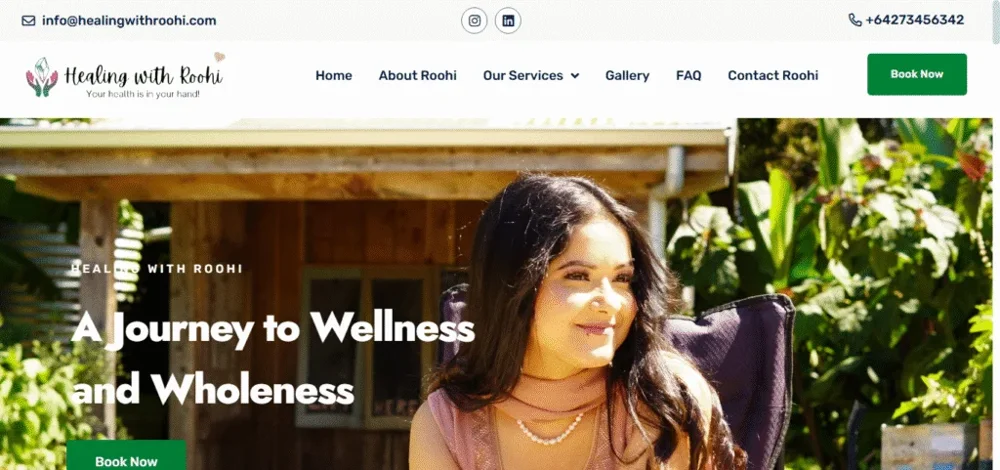 info@healingwithroohi.com
+64273456342
Healing with Roohi
Your health is in your hand!
Home
About Roohi
Our Services
Gallery
FAQ
Contact Roohi
Book Now
HEALING WITH ROOHI
A Journey to Wellness
and Wholeness
Book Now